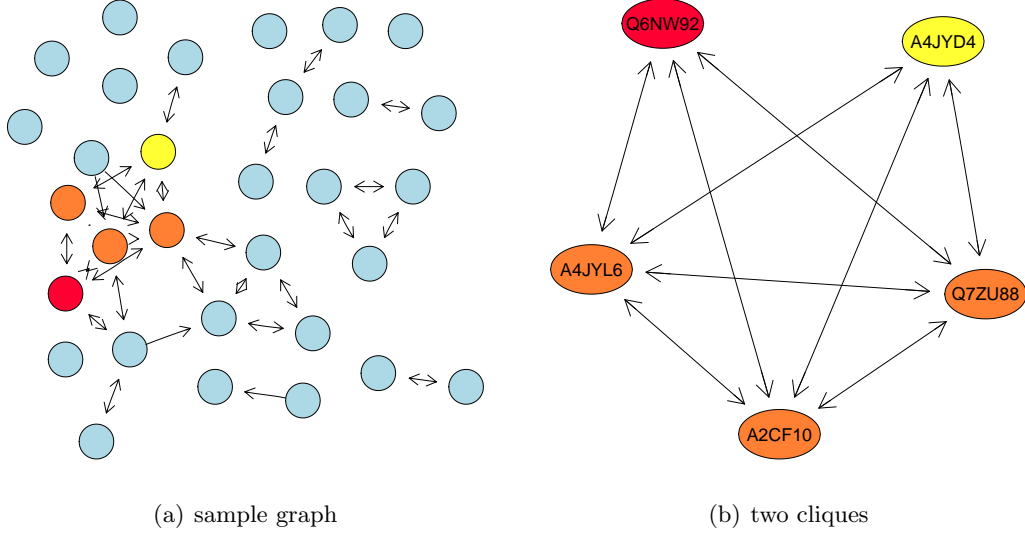 Q6NW92
A4JYD4
A4JYL6
Q7ZU88
A2CF10
(a) sample graph
(b) two cliques